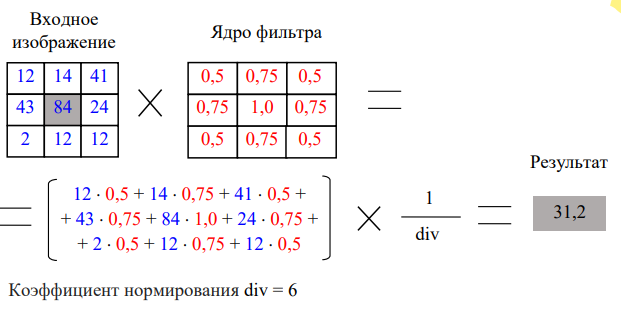 Входное
изображение
Ядро фильтра
12 14 41
43 84 24
2 12 12
0,5 0,75 0,5
0,75 1,0 0,75
0,5 0,75 0,5
Результат
12 · 0,5 + 14 · 0,75 + 41 · 0,5 +
+ 43 · 0,75 + 84 · 1,0 + 24 · 0,75 +
+ 2 · 0,5 + 12 · 0,75 + 12 · 0,5
1
div
31,2
Коэффициент нормирования div = 6